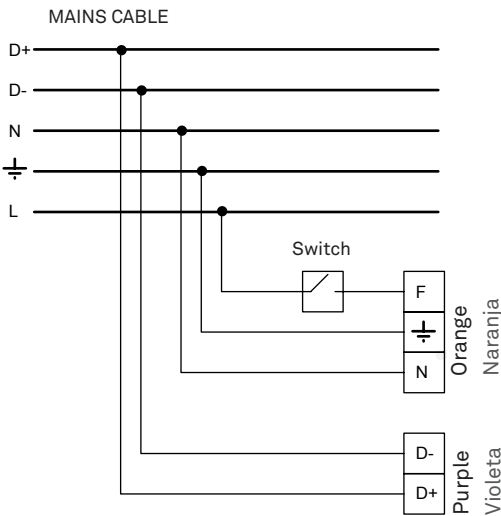 MAINS CABLE
D+
D-
N
L
Switch
F
N
Orange
Naranja
D-
D+
Purple
Violeta